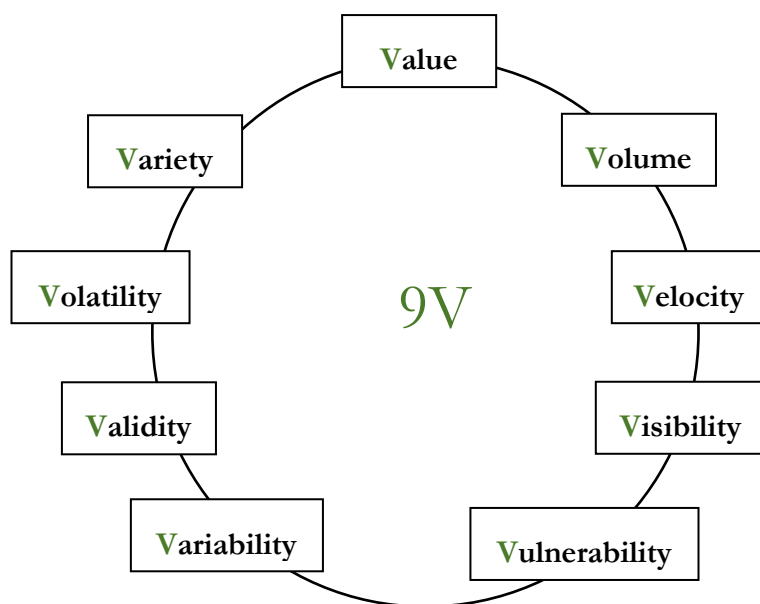 Value
Variety
Volume
Volatility
9V
Velocity
Validity
Visibility
Variability
Vulnerability